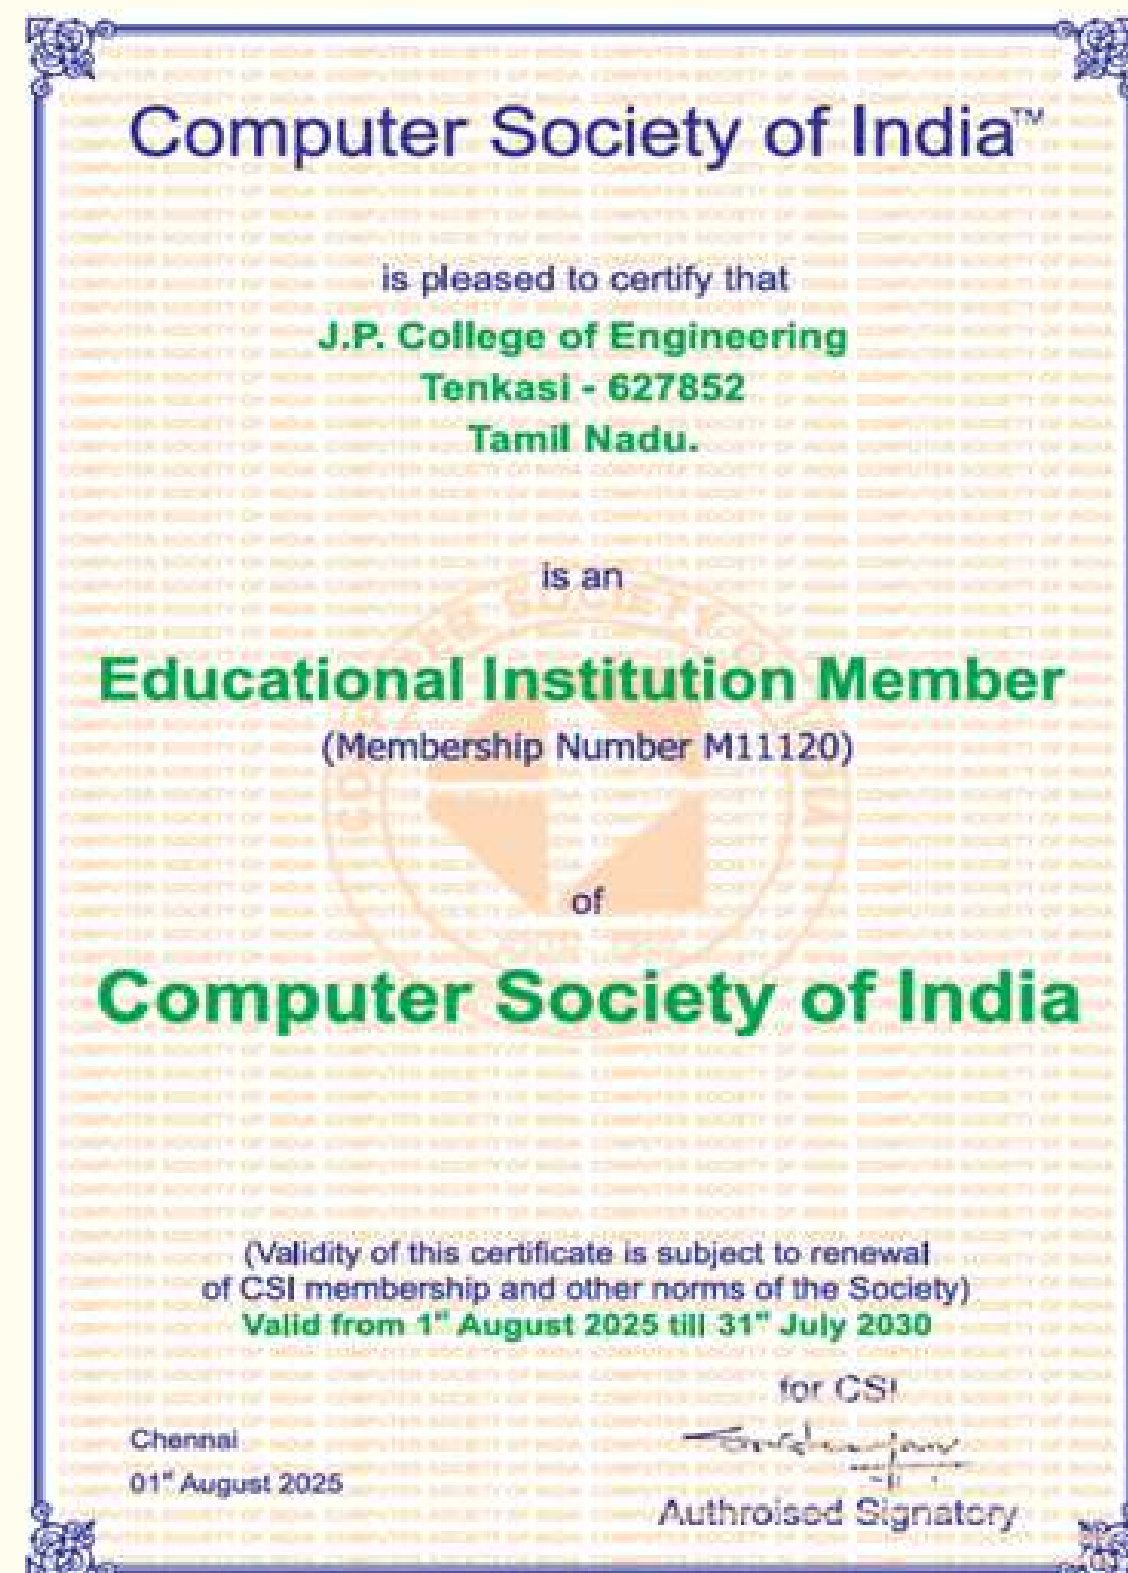 Computer Society of India™
is pleased to certify that
J.P. College of Engineering
Tenkasi - 627852
Tamil Nadu.
is an
Educational Institution Member
(Membership Number M11120)
of
Computer Society of India
(Validity of this certificate is subject to renewal
of CSI membership and other norms of the Society)
Valid from 1st August 2025 till 31st July 2030
for CSI
Chennai
01st August 2025
Authroised Signatory